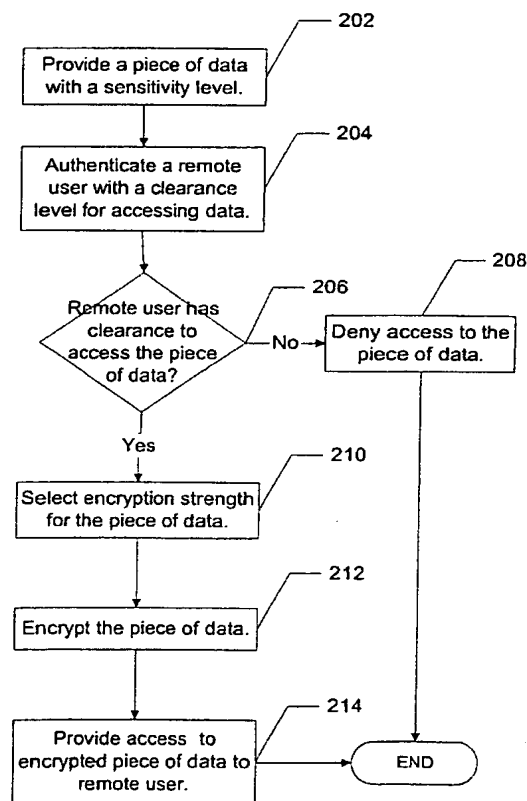 202
Provide a piece of data
with a sensitivity level.
204
Authenticate a remote
user with a clearance
level for accessing data.
206
Remote user has
clearance to
access the piece
of data?
No
208
Deny access to the
piece of data.
Yes
210
Select encryption strength
for the piece of data.
212
Encrypt the piece of data.
214
Provide access to
encrypted piece of data to
remote user.
END